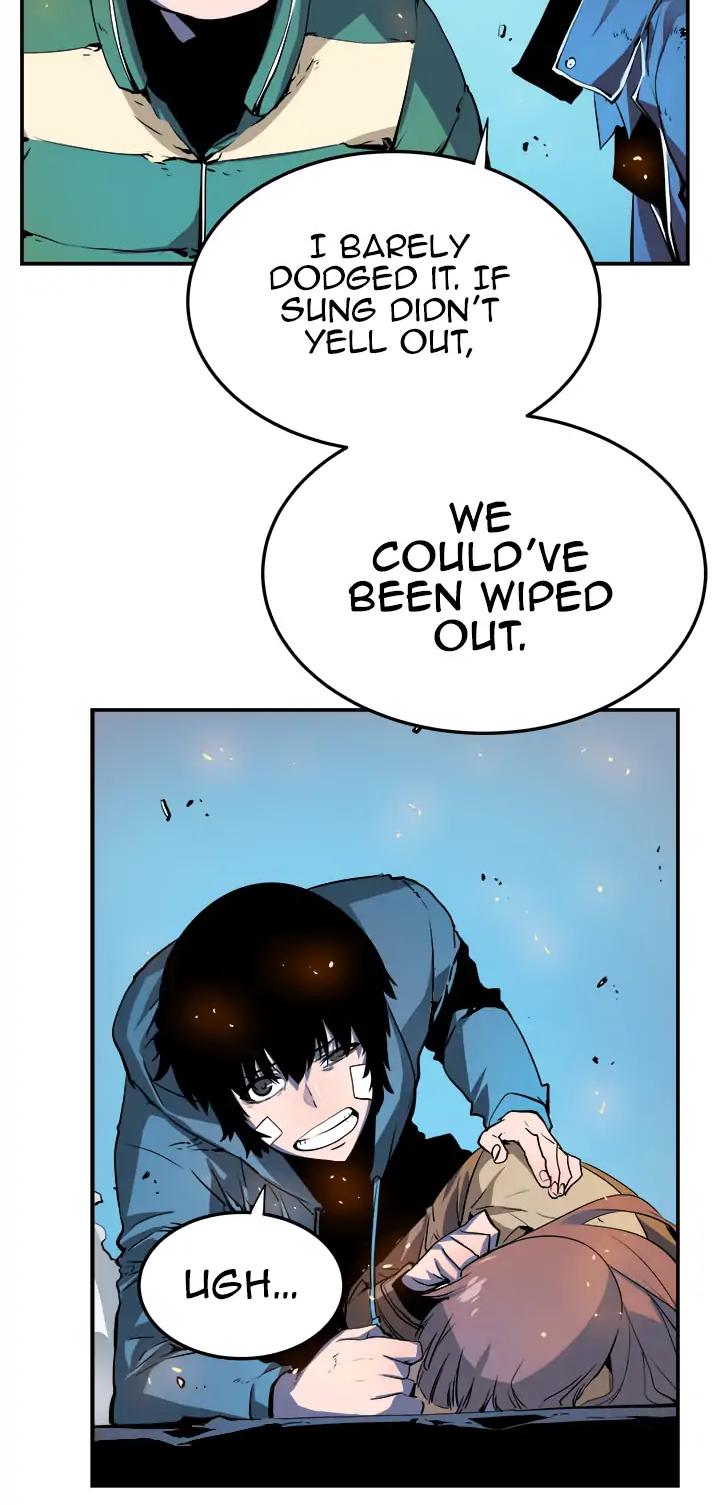 I BARELY
DODGED IT. IF
SUNG DIDN'T
YELL OUT,
WE
COULD'VE
BEEN WIPED
OUT.
UGH...